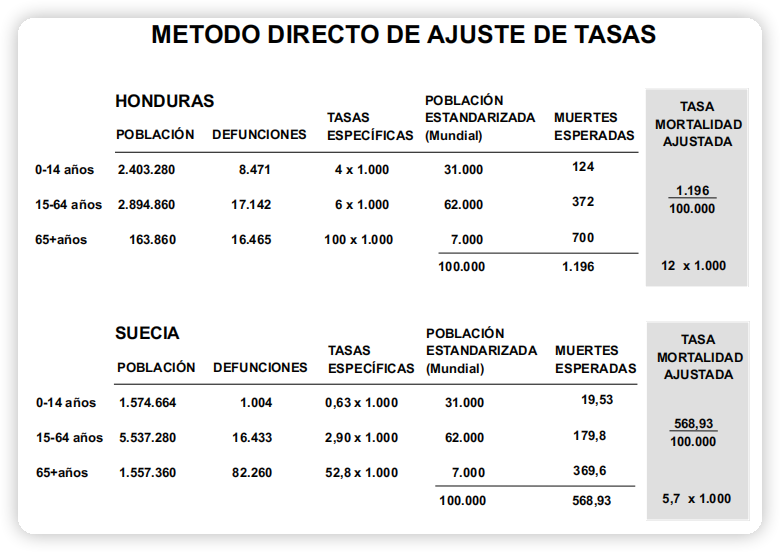 METODO DIRECTO DE AJUSTE DE TASAS
HONDURAS
POBLACIÓN DEFUNCIONES TASAS ESPECÍFICAS POBLACIÓN ESTANDARIZADA (Mundial) MUERTES ESPERADAS
0-14 años 2.403.280 8.471 4 x 1.000 31.000 124
15-64 años 2.894.860 17.142 6 x 1.000 62.000 372
65+años 163.860 16.465 100 x 1.000 7.000 700
100.000 1.196
TASA
MORTALIDAD
AJUSTADA
1.196
100.000
12 x 1.000
SUECIA
POBLACIÓN DEFUNCIONES TASAS ESPECÍFICAS POBLACIÓN ESTANDARIZADA (Mundial) MUERTES ESPERADAS
0-14 años 1.574.664 1.004 0,63 x 1.000 31.000 19,53
15-64 años 5.537.280 16.433 2,90 x 1.000 62.000 179,8
65+años 1.557.360 82.260 52,8 x 1.000 7.000 369,6
100.000 568,93
TASA
MORTALIDAD
AJUSTADA
568,93
100.000
5,7 x 1.000